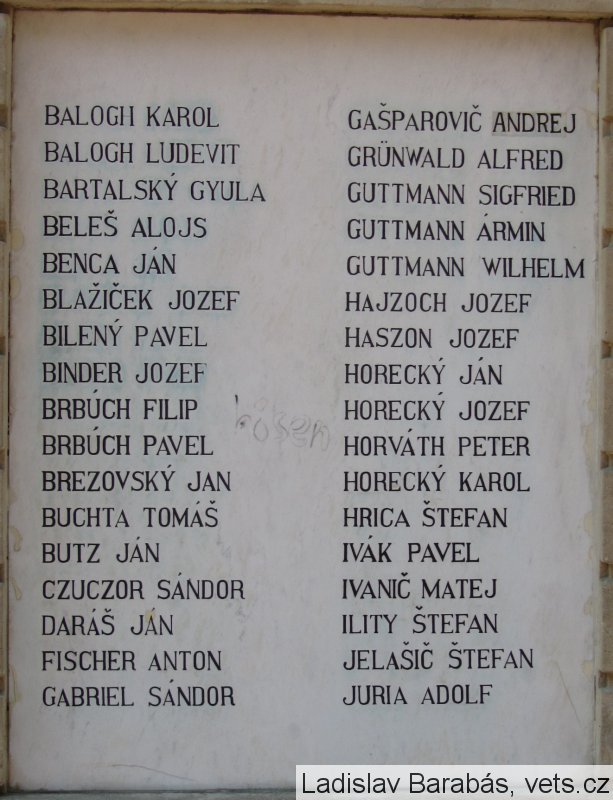 BALOGH KAROL
BALOGH LUDEVIT
BARTALSKÝ GYULA
BELEŠ ALOJS
BENCA JÁN
BLAŽIČEK JOZEF
BILENÝ PAVEL
BINDER JOZEF
BRBÚCH FILIP
BRBÚCH PAVEL
BREZOVSKÝ JAN
BUCHTA TOMÁŠ
BUTZ JÁN
CZUCZOR SÁNDOR
DARÁŠ JÁN
FISCHER ANTON
GABRIEL SÁNDOR
GAŠPAROVIČ ANDREJ
GRÜNWALD ALFRED
GUTTMANN SIGFRIED
GUTTMANN ÁRMIN
GUTTMANN WILHELM
HAJZOCH JOZEF
HASZON JOZEF
HORECKÝ JÁN
HORECKÝ JOZEF
HORVÁTH PETER
HORECKÝ KAROL
HRICA ŠTEFAN
IVÁK PAVEL
IVANIČ MATEJ
ILITY ŠTEFAN
JELAŠIČ ŠTEFAN
JURIA ADOLF
Ladislav Barabás, vets.cz